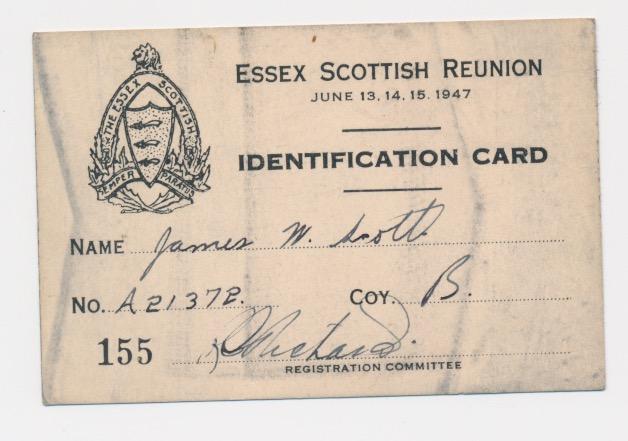 THE ESSEX SCOTTISH
SEMPER PARATUS
ESSEX SCOTTISH REUNION
JUNE 13, 14, 15. 1947
IDENTIFICATION CARD
NAME James W. Scott
No. A 21372. COY. B.
155
REGISTRATION COMMITTEE